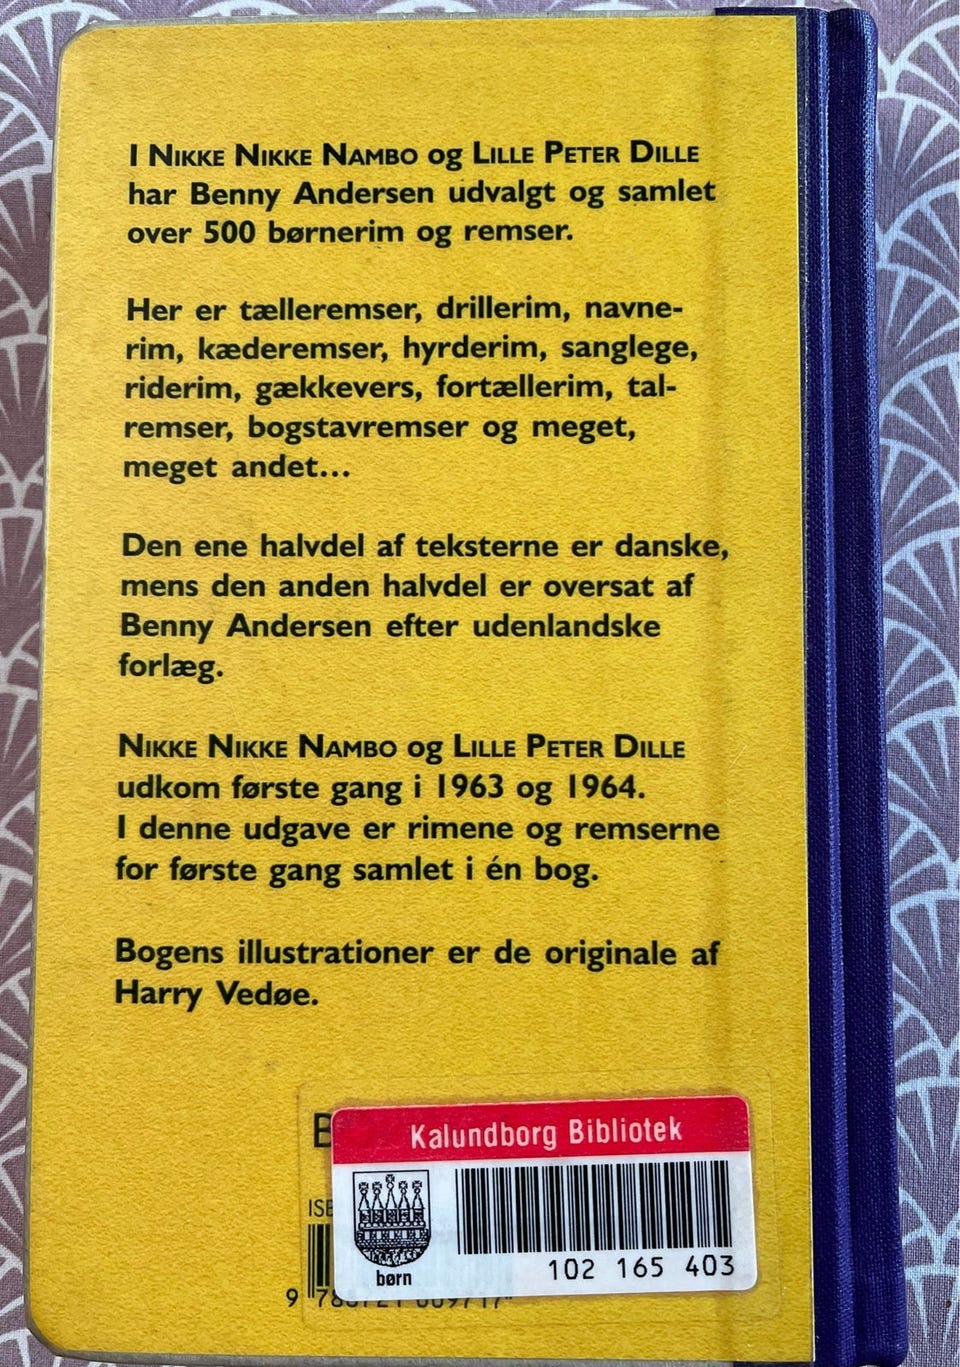 I NIKKE NIKKE NAMBO og LILLE PETER DILLE
har Benny Andersen udvalgt og samlet
over 500 børnerim og remser.
Her er tælleremser, drillerim, navne-
rim, kæderemser, hyrderim, sanglege,
riderim, gækkevers, fortællerim, tal-
remser, bogstavremser og meget,
meget andet...
Den ene halvdel af teksterne er danske,
mens den anden halvdel er oversat af
Benny Andersen efter udenlandske
forlæg.
NIKKE NIKKE NAMBO og LILLE PETER DILLE
udkom første gang i 1963 og 1964.
I denne udgave er rimene og remserne
for første gang samlet i én bog.
Bogens illustrationer er de originale af
Harry Vedøe.
Kalundborg Bibliotek
børn
102 165 403